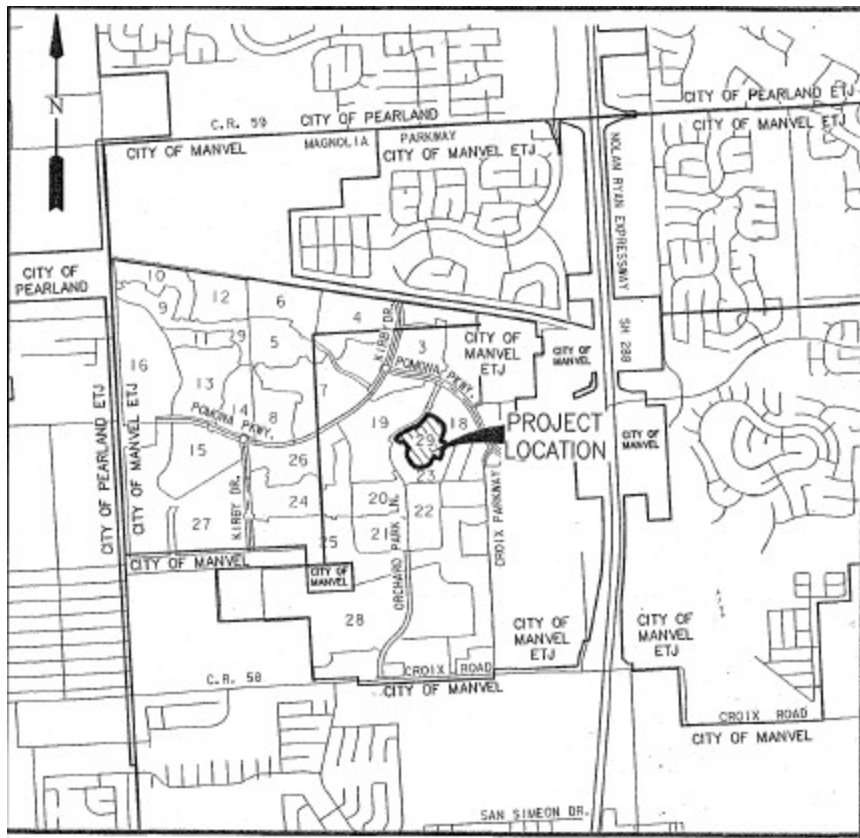 CITY OF PEARLAND ETJ
N
CITY OF PEARLAND
C.R. 59
CITY OF MANVEL ETJ
CITY OF MANVEL
MAGNOLIA PARKWAY
CITY OF MANVEL ETJ
NOLAN RYAN EXPRESSWAY
SH 288
CITY OF
PEARLAND
10
12
6
9
4
KIRBY DR.
11
29
5
3
CITY OF
MANVEL
ETJ
CITY OF
MANVEL
16
POMONA PKWY.
13
7
14
8
19
18
POMONA PKWY.
PROJECT
LOCATION
29
15
26
23
CITY OF
MANVEL
CITY OF PEARLAND ETJ
CITY OF MANVEL ETJ
KIRBY DR.
24
20
22
27
21
25
ORCHARD PARK LN.
CROIX PARKWAY
CITY OF MANVEL
CITY OF
MANVEL
28
CITY OF
MANVEL
ETJ
CITY OF
MANVEL
ETJ
CROIX ROAD
C.R. 58
CITY OF MANVEL
CROIX ROAD
CITY OF MANVEL
SAN SIMEON DR.